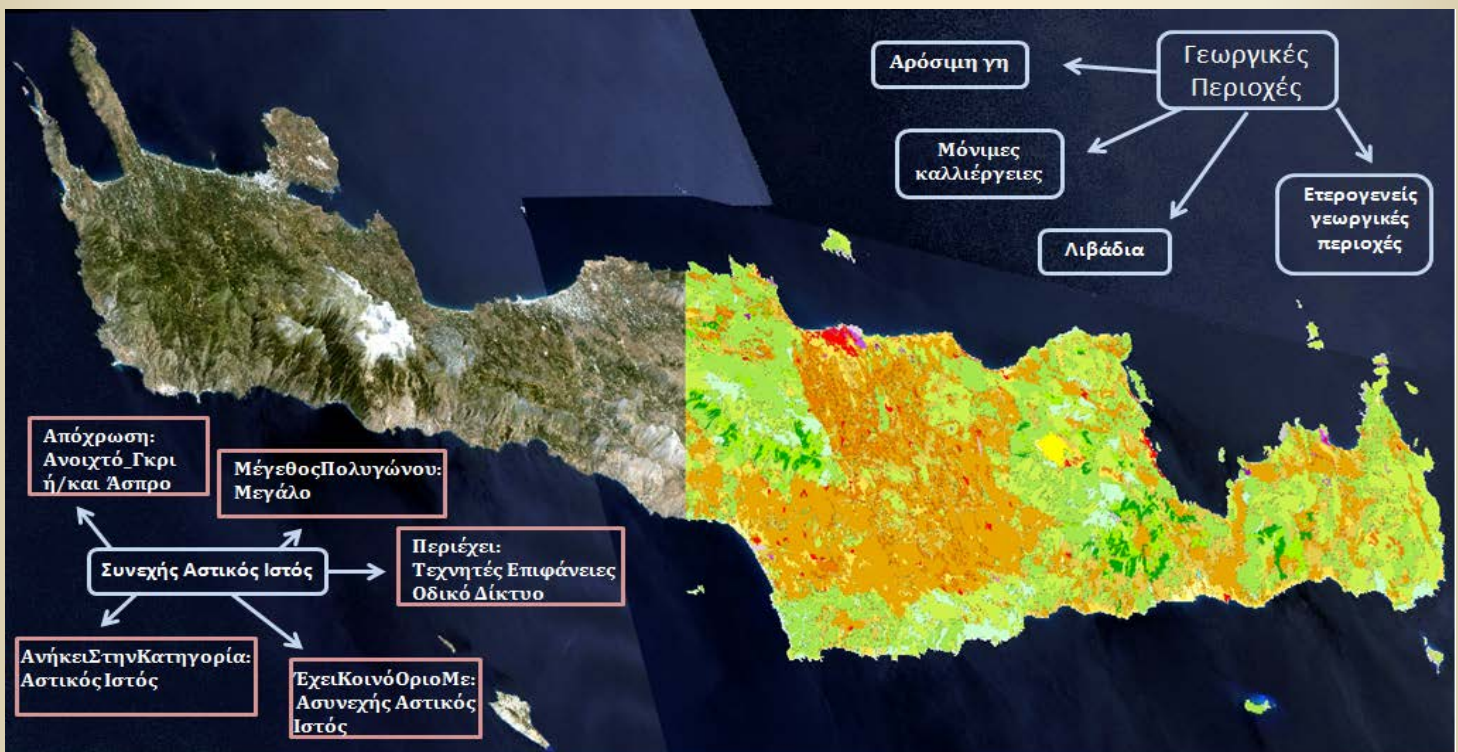 Γεωργικές
Περιοχές
Αρόσιμη γη
Μόνιμες
καλλιέργειες
Λιβάδια
Ετερογενείς
γεωργικές
περιοχές
Απόχρωση:
Ανοιχτό_Γκρι
ή/και Άσπρο
ΜέγεθοςΠολυγώνου:
Μεγάλο
Συνεχής Αστικός Ιστός
Περιέχει:
Τεχνητές Επιφάνειες
Οδικό Δίκτυο
ΑνήκειΣτηνΚατηγορία:
Αστικός Ιστός
ΈχειΚοινόΟριοΜε:
Ασυνεχής Αστικός
Ιστός